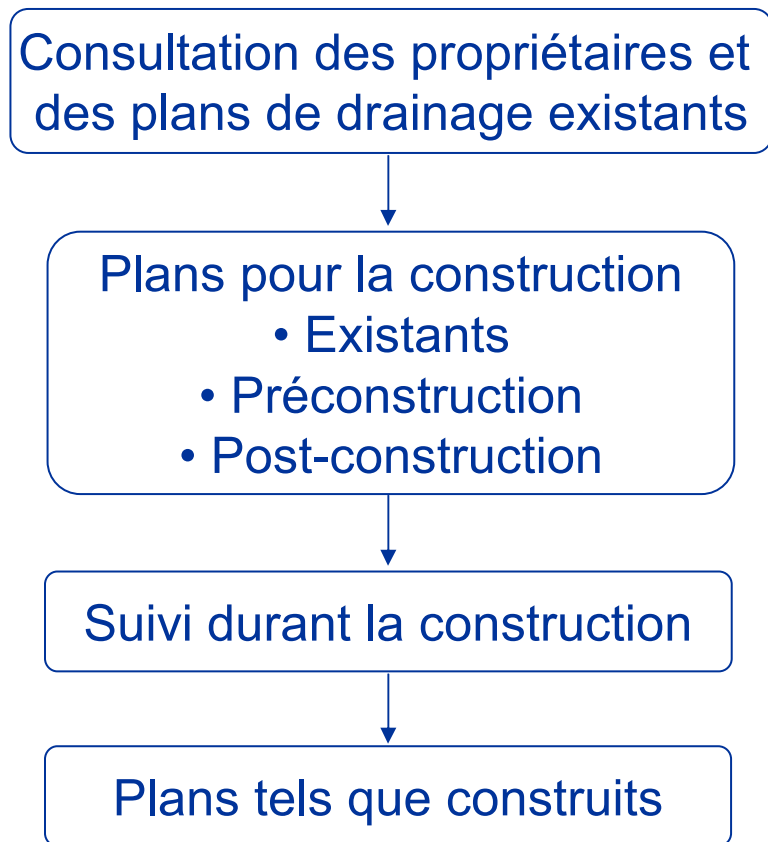 Consultation des propriétaires et
des plans de drainage existants
Plans pour la construction
• Existants
• Préconstruction
• Post-construction
Suivi durant la construction
Plans tels que construits